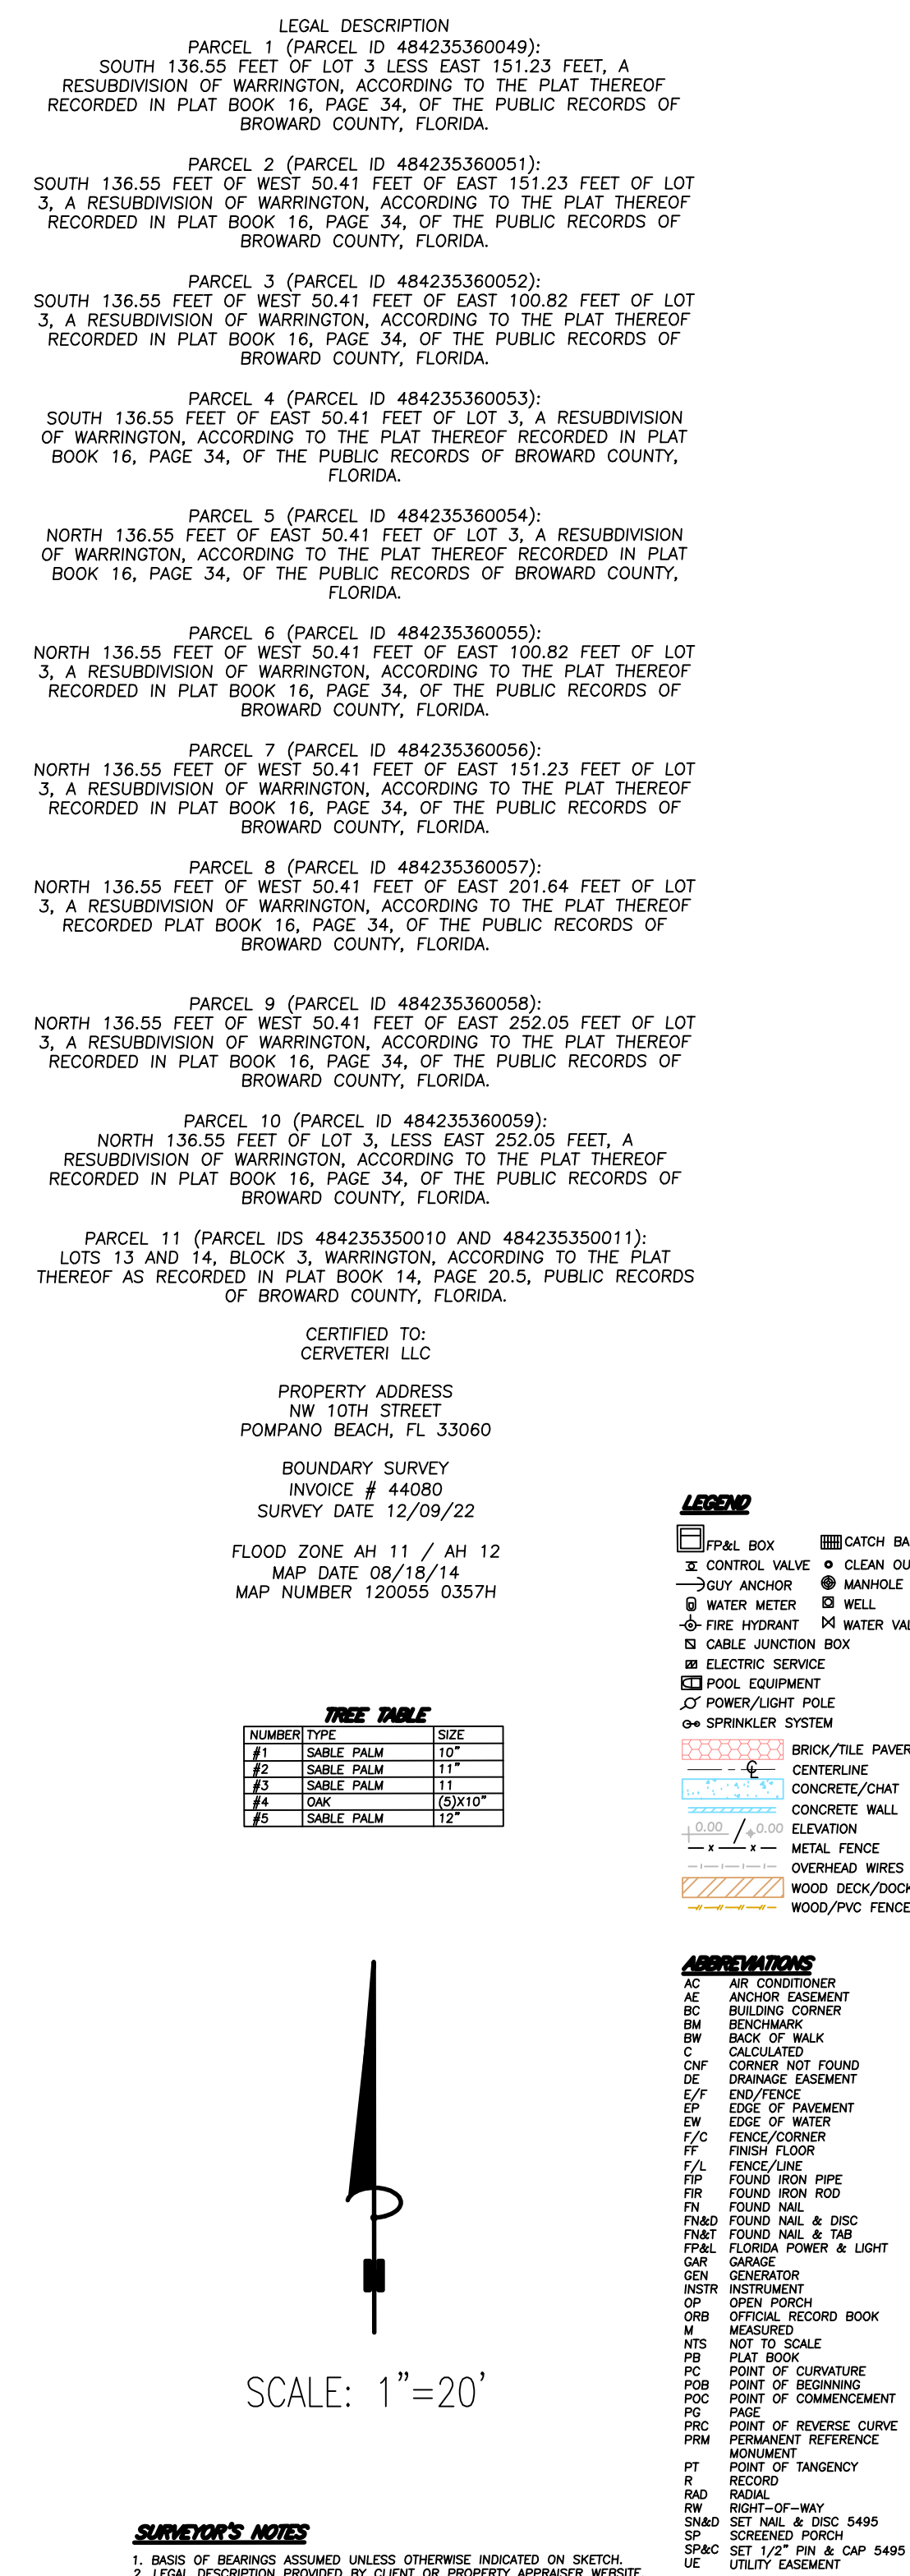 LEGAL DESCRIPTION
PARCEL 1 (PARCEL ID 484235360049):
SOUTH 136.55 FEET OF LOT 3 LESS EAST 151.23 FEET, A
RESUBDIVISION OF WARRINGTON, ACCORDING TO THE PLAT THEREOF
RECORDED IN PLAT BOOK 16, PAGE 34, OF THE PUBLIC RECORDS OF
BROWARD COUNTY, FLORIDA.
PARCEL 2 (PARCEL ID 484235360051):
SOUTH 136.55 FEET OF WEST 50.41 FEET OF EAST 151.23 FEET OF LOT
3, A RESUBDIVISION OF WARRINGTON, ACCORDING TO THE PLAT THEREOF
RECORDED IN PLAT BOOK 16, PAGE 34, OF THE PUBLIC RECORDS OF
BROWARD COUNTY, FLORIDA.
PARCEL 3 (PARCEL ID 484235360052):
SOUTH 136.55 FEET OF WEST 50.41 FEET OF EAST 100.82 FEET OF LOT
3, A RESUBDIVISION OF WARRINGTON, ACCORDING TO THE PLAT THEREOF
RECORDED IN PLAT BOOK 16, PAGE 34, OF THE PUBLIC RECORDS OF
BROWARD COUNTY, FLORIDA.
PARCEL 4 (PARCEL ID 484235360053):
SOUTH 136.55 FEET OF EAST 50.41 FEET OF LOT 3, A RESUBDIVISION
OF WARRINGTON, ACCORDING TO THE PLAT THEREOF RECORDED IN PLAT
BOOK 16, PAGE 34, OF THE PUBLIC RECORDS OF BROWARD COUNTY,
FLORIDA.
PARCEL 5 (PARCEL ID 484235360054):
NORTH 136.55 FEET OF EAST 50.41 FEET OF LOT 3, A RESUBDIVISION
OF WARRINGTON, ACCORDING TO THE PLAT THEREOF RECORDED IN PLAT
BOOK 16, PAGE 34, OF THE PUBLIC RECORDS OF BROWARD COUNTY,
FLORIDA.
PARCEL 6 (PARCEL ID 484235360055):
NORTH 136.55 FEET OF WEST 50.41 FEET OF EAST 100.82 FEET OF LOT
3, A RESUBDIVISION OF WARRINGTON, ACCORDING TO THE PLAT THEREOF
RECORDED IN PLAT BOOK 16, PAGE 34, OF THE PUBLIC RECORDS OF
BROWARD COUNTY, FLORIDA.
PARCEL 7 (PARCEL ID 484235360056):
NORTH 136.55 FEET OF WEST 50.41 FEET OF EAST 151.23 FEET OF LOT
3, A RESUBDIVISION OF WARRINGTON, ACCORDING TO THE PLAT THEREOF
RECORDED IN PLAT BOOK 16, PAGE 34, OF THE PUBLIC RECORDS OF
BROWARD COUNTY, FLORIDA.
PARCEL 8 (PARCEL ID 484235360057):
NORTH 136.55 FEET OF WEST 50.41 FEET OF EAST 201.64 FEET OF LOT
3, A RESUBDIVISION OF WARRINGTON, ACCORDING TO THE PLAT THEREOF
RECORDED PLAT BOOK 16, PAGE 34, OF THE PUBLIC RECORDS OF
BROWARD COUNTY, FLORIDA.
PARCEL 9 (PARCEL ID 484235360058):
NORTH 136.55 FEET OF WEST 50.41 FEET OF EAST 252.05 FEET OF LOT
3, A RESUBDIVISION OF WARRINGTON, ACCORDING TO THE PLAT THEREOF
RECORDED IN PLAT BOOK 16, PAGE 34, OF THE PUBLIC RECORDS OF
BROWARD COUNTY, FLORIDA.
PARCEL 10 (PARCEL ID 484235360059):
NORTH 136.55 FEET OF LOT 3, LESS EAST 252.05 FEET, A
RESUBDIVISION OF WARRINGTON, ACCORDING TO THE PLAT THEREOF
RECORDED IN PLAT BOOK 16, PAGE 34, OF THE PUBLIC RECORDS OF
BROWARD COUNTY, FLORIDA.
PARCEL 11 (PARCEL IDS 484235350010 AND 484235350011):
LOTS 13 AND 14, BLOCK 3, WARRINGTON, ACCORDING TO THE PLAT
THEREOF AS RECORDED IN PLAT BOOK 14, PAGE 20.5, PUBLIC RECORDS
OF BROWARD COUNTY, FLORIDA.
CERTIFIED TO:
CERVETERI LLC
PROPERTY ADDRESS
NW 10TH STREET
POMPANO BEACH, FL 33060
BOUNDARY SURVEY
INVOICE # 44080
SURVEY DATE 12/09/22
FLOOD ZONE AH 11 / AH 12
MAP DATE 08/18/14
MAP NUMBER 120055 0357H
TREE TABLE
NUMBER TYPE SIZE
#1 SABLE PALM 10"
#2 SABLE PALM 11"
#3 SABLE PALM 11
#4 OAK (5)X10"
#5 SABLE PALM 12"
SCALE: 1"=20'
SURVEYOR'S NOTES
1. BASIS OF BEARINGS ASSUMED UNLESS OTHERWISE INDICATED ON SKETCH.
2. LEGAL DESCRIPTION PROVIDED BY CLIENT OR PROPERTY APPRAISER WEBSITE
LEGEND
FP&L BOX CATCH BA
CONTROL VALVE CLEAN OU
GUY ANCHOR MANHOLE
WATER METER WELL
FIRE HYDRANT WATER VAL
CABLE JUNCTION BOX
ELECTRIC SERVICE
POOL EQUIPMENT
POWER/LIGHT POLE
SPRINKLER SYSTEM
BRICK/TILE PAVER
CENTERLINE
CONCRETE/CHAT
CONCRETE WALL
0.00 / 0.00 ELEVATION
x x METAL FENCE
OVERHEAD WIRES
WOOD DECK/DOCK
WOOD/PVC FENCE
ABBREVIATIONS
AC AIR CONDITIONER
AE ANCHOR EASEMENT
BC BUILDING CORNER
BM BENCHMARK
BW BACK OF WALK
C CALCULATED
CNF CORNER NOT FOUND
DE DRAINAGE EASEMENT
E/F END/FENCE
EP EDGE OF PAVEMENT
EW EDGE OF WATER
F/C FENCE/CORNER
FF FINISH FLOOR
F/L FENCE/LINE
FIP FOUND IRON PIPE
FIR FOUND IRON ROD
FN FOUND NAIL
FN&D FOUND NAIL & DISC
FN&T FOUND NAIL & TAB
FP&L FLORIDA POWER & LIGHT
GAR GARAGE
GEN GENERATOR
INSTR INSTRUMENT
OP OPEN PORCH
ORB OFFICIAL RECORD BOOK
M MEASURED
NTS NOT TO SCALE
PB PLAT BOOK
PC POINT OF CURVATURE
POB POINT OF BEGINNING
POC POINT OF COMMENCEMENT
PG PAGE
PRC POINT OF REVERSE CURVE
PRM PERMANENT REFERENCE
MONUMENT
PT POINT OF TANGENCY
R RECORD
RAD RADIAL
RW RIGHT-OF-WAY
SN&D SET NAIL & DISC 5495
SP SCREENED PORCH
SP&C SET 1/2" PIN & CAP 5495
UE UTILITY EASEMENT